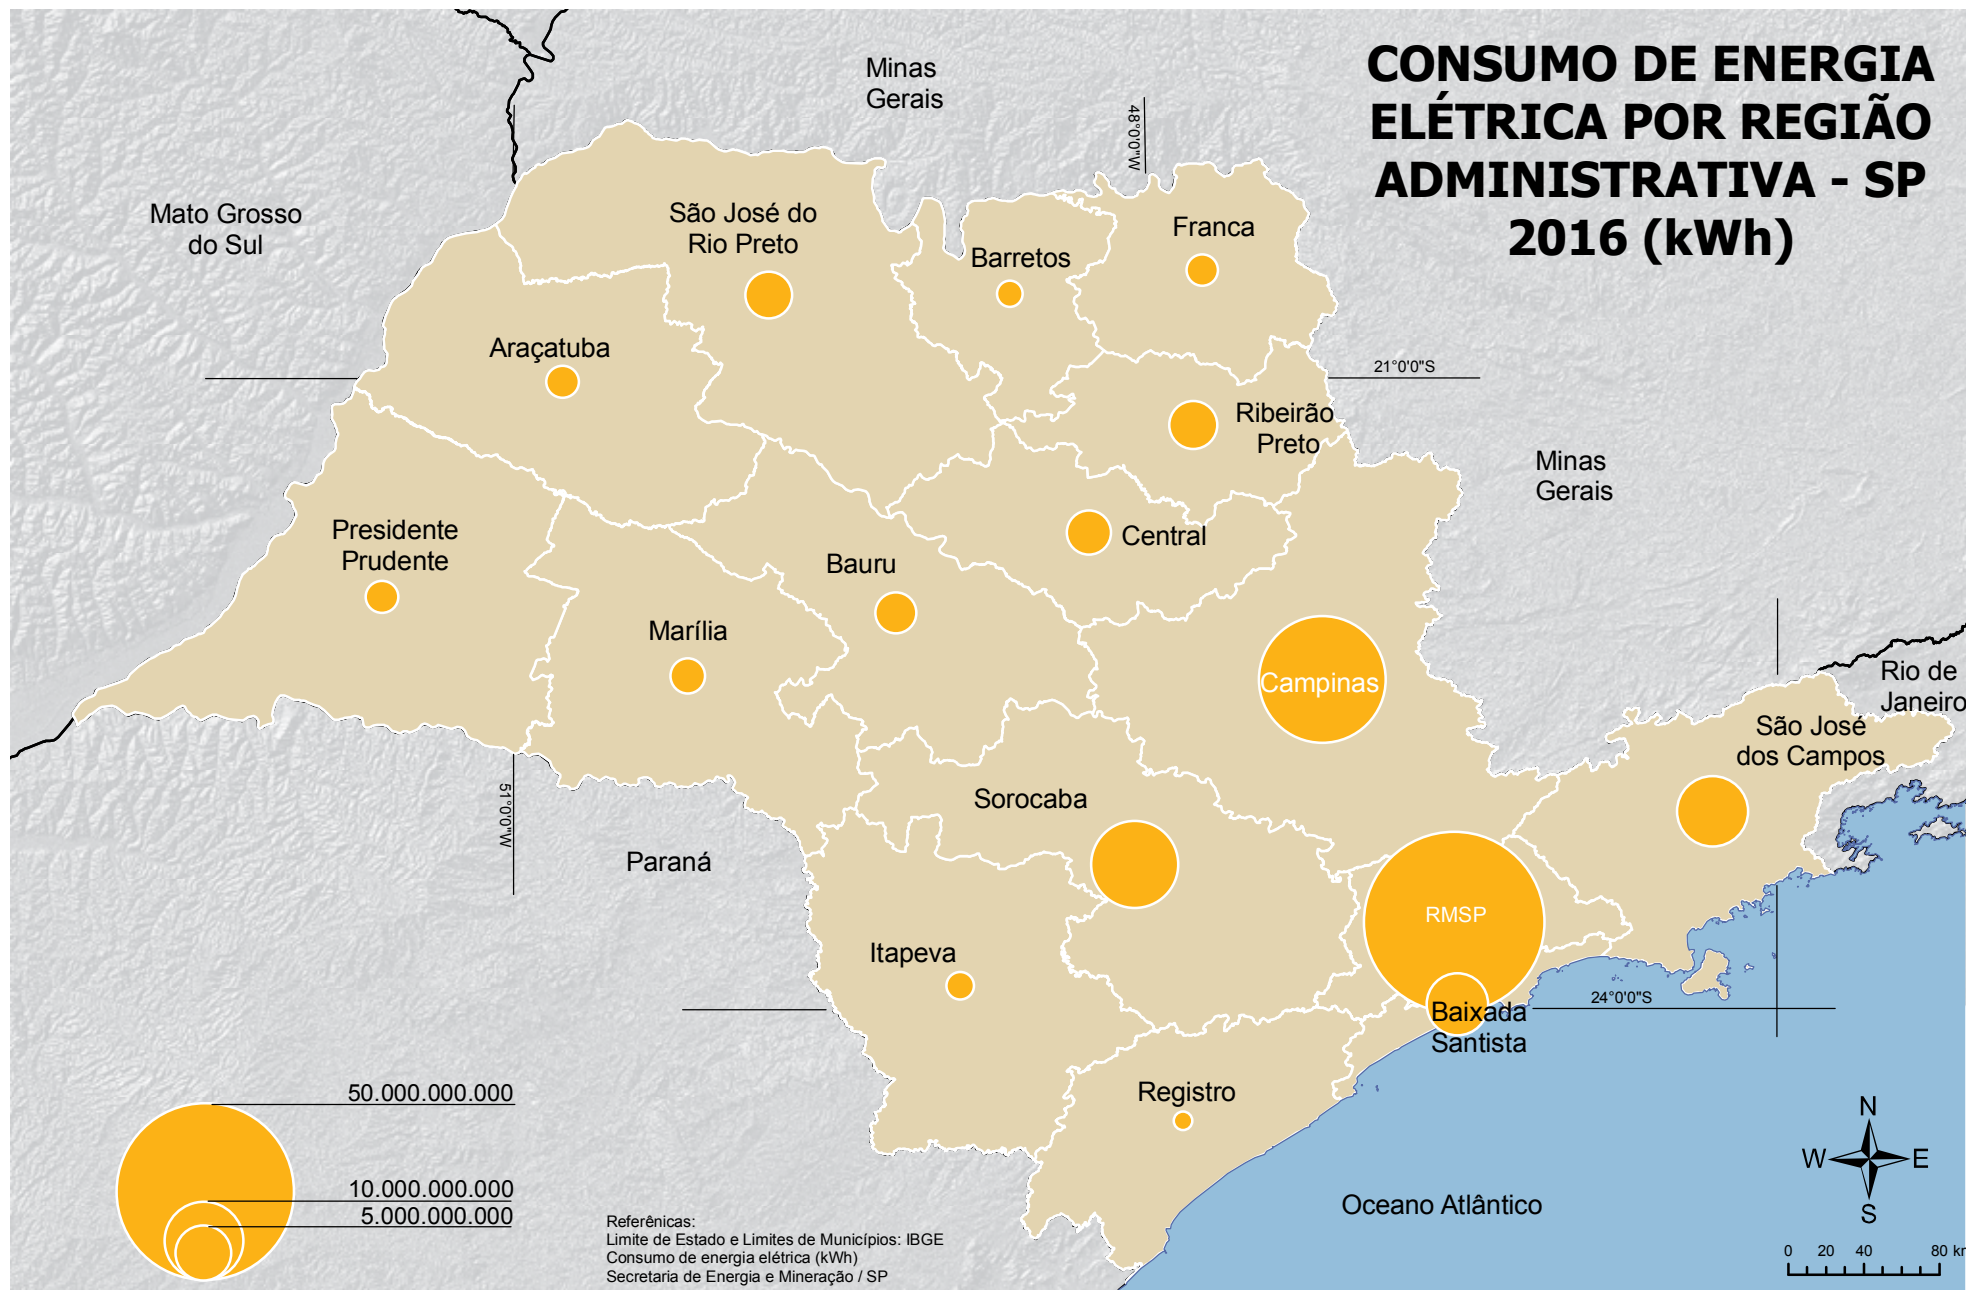 CONSUMO DE ENERGIA
ELÉTRICA POR REGIÃO
ADMINISTRATIVA - SP
2016 (kWh)
Minas
Gerais
48°0'0"W
Mato Grosso
do Sul
São José do
Rio Preto
Barretos
Franca
Araçatuba
21°0'0"S
Ribeirão
Preto
Minas
Gerais
Presidente
Prudente
Central
Bauru
Marília
Campinas
Rio de
Janeiro
São José
dos Campos
51°0'0"W
Sorocaba
Paraná
RMSP
Itapeva
24°0'0"S
Baixada
Santista
Registro
50.000.000.000
10.000.000.000
5.000.000.000
Oceano Atlântico
N
W
E
S
Referênicas:
Limite de Estado e Limites de Municípios: IBGE
Consumo de energia elétrica (kWh)
Secretaria de Energia e Mineração / SP
0 20 40 80 km